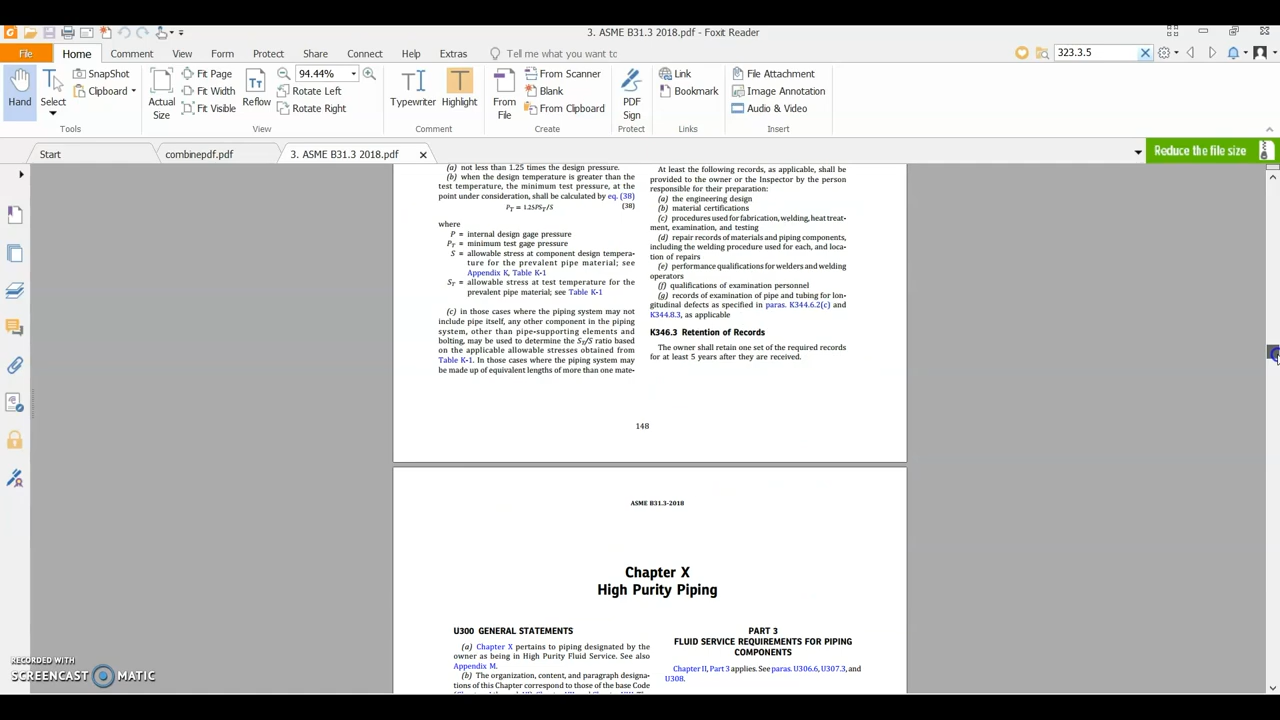 3. ASME B31.3 2018.pdf - Foxit Reader
File
Home
Comment
View
Form
Protect
Share
Connect
Help
Extras
Tell me what you want to
323.3.5
Hand
Select
SnapShot
Clipboard
Tools
Actual
Size
Fit Page
Fit Width
Fit Visible
Reflow
94.44%
Rotate Left
Rotate Right
View
Typewriter
Highlight
Comment
From
File
From Scanner
Blank
From Clipboard
Create
PDF
Sign
Protect
Link
Bookmark
Links
File Attachment
Image Annotation
Audio & Video
Insert
Start
combinepdf.pdf
3. ASME B31.3 2018.pdf
Reduce the file size
(a) not less than 1.25 times the design pressure.
(b) when the design temperature is greater than the
test temperature, the minimum test pressure, at the
point under consideration, shall be calculated by eq. (38)
PT = 1.25PST/S (38)
where
P = internal design gage pressure
PT = minimum test gage pressure
S = allowable stress at component design tempera-
ture for the prevalent pipe material; see
Appendix K, Table K-1
ST = allowable stress at test temperature for the
prevalent pipe material; see Table K-1
(c) in those cases where the piping system may not
include pipe itself, any other component in the piping
system, other than pipe-supporting elements and
bolting, may be used to determine the ST/S ratio based
on the applicable allowable stresses obtained from
Table K-1. In those cases where the piping system may
be made up of equivalent lengths of more than one mate-
At least the following records, as applicable, shall be
provided to the owner or the Inspector by the person
responsible for their preparation:
(a) the engineering design
(b) material certifications
(c) procedures used for fabrication, welding, heat treat-
ment, examination, and testing
(d) repair records of materials and piping components,
including the welding procedure used for each, and loca-
tion of repairs
(e) performance qualifications for welders and welding
operators
(f) qualifications of examination personnel
(g) records of examination of pipe and tubing for lon-
gitudinal defects as specified in paras. K344.6.2(c) and
K344.8.3, as applicable
K346.3 Retention of Records
The owner shall retain one set of the required records
for at least 5 years after they are received.
148
ASME B31.3-2018
Chapter X
High Purity Piping
U300 GENERAL STATEMENTS
(a) Chapter X pertains to piping designated by the
owner as being in High Purity Fluid Service. See also
Appendix M.
(b) The organization, content, and paragraph designa-
tions of this Chapter correspond to those of the base Code
PART 3
FLUID SERVICE REQUIREMENTS FOR PIPING
COMPONENTS
Chapter II, Part 3 applies. See paras. U306.6, U307.3, and
U308.
RECORDED WITH
SCREENCAST MATIC